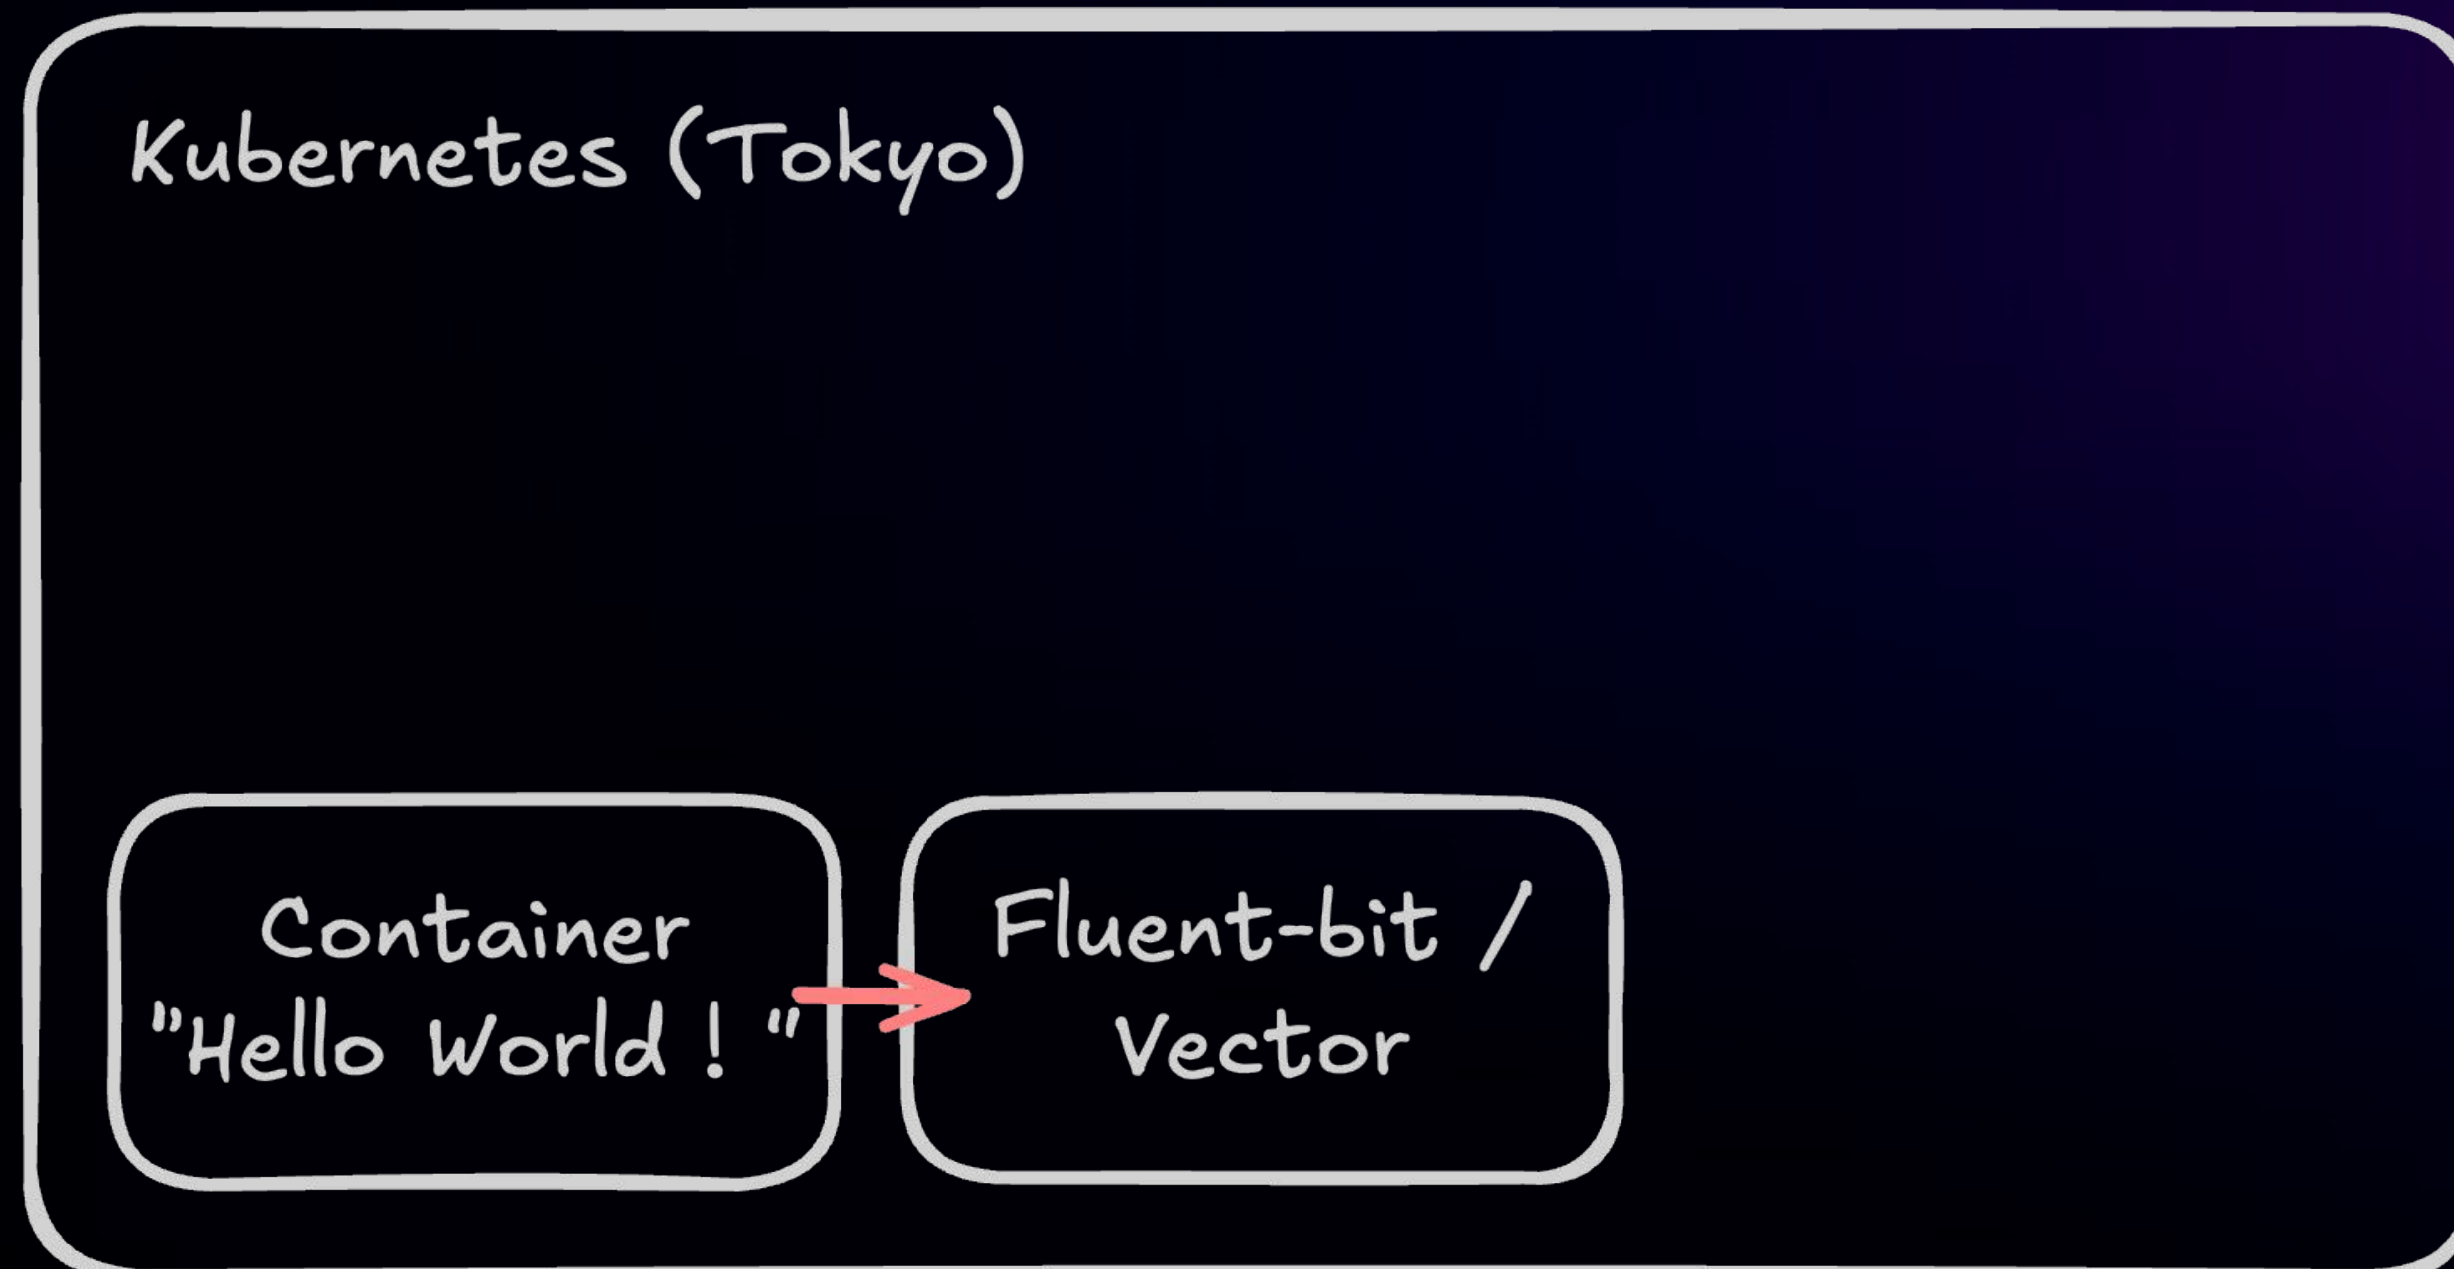 Kubernetes (Tokyo)
Container
"Hello World ! "
Fluent-bit /
Vector